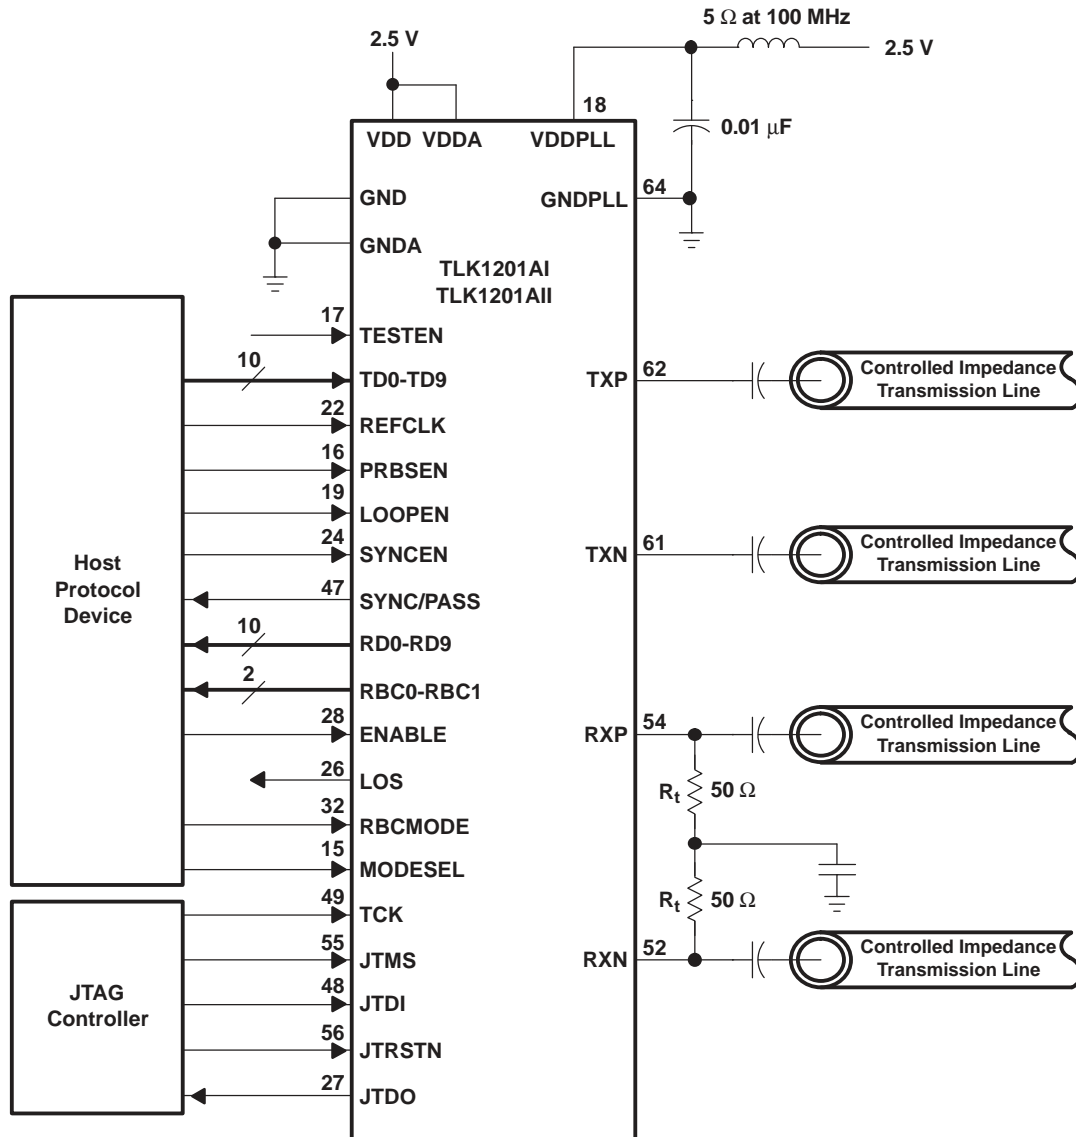 5 Ω at 100 MHz
2.5 V
2.5 V
18
0.01 μF
VDD VDDA VDDPLL
GND
GNDPLL
64
GNDA
TLK1201AI
TLK1201AII
17
TESTEN
10
TD0-TD9
22
REFCLK
16
PRBSEN
19
LOOPEN
24
SYNCEN
47
SYNC/PASS
10
RD0-RD9
2
RBC0-RBC1
28
ENABLE
26
LOS
32
RBCMODE
15
MODESEL
49
TCK
55
JTMS
48
JTDI
56
JTRSTN
27
JTDO
Host
Protocol
Device
JTAG
Controller
TXP
62
Controlled Impedance
Transmission Line
TXN
61
Controlled Impedance
Transmission Line
RXP
54
Controlled Impedance
Transmission Line
Rt 50 Ω
Rt 50 Ω
RXN
52
Controlled Impedance
Transmission Line